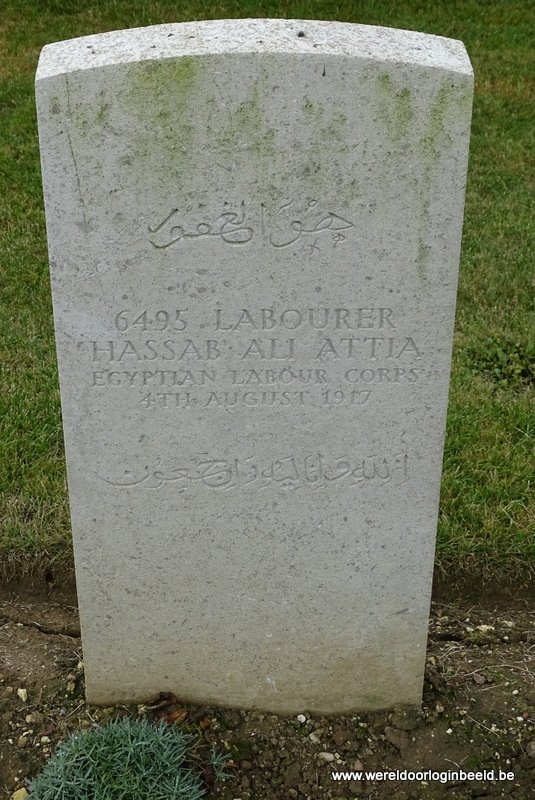 هو الغفور
6495 LABOURER
HASSAB ALI ATTIA
EGYPTIAN LABOUR CORPS
4TH AUGUST 1917
لله وانا اليه راجعون
www.wereldoorloginbeeld.be